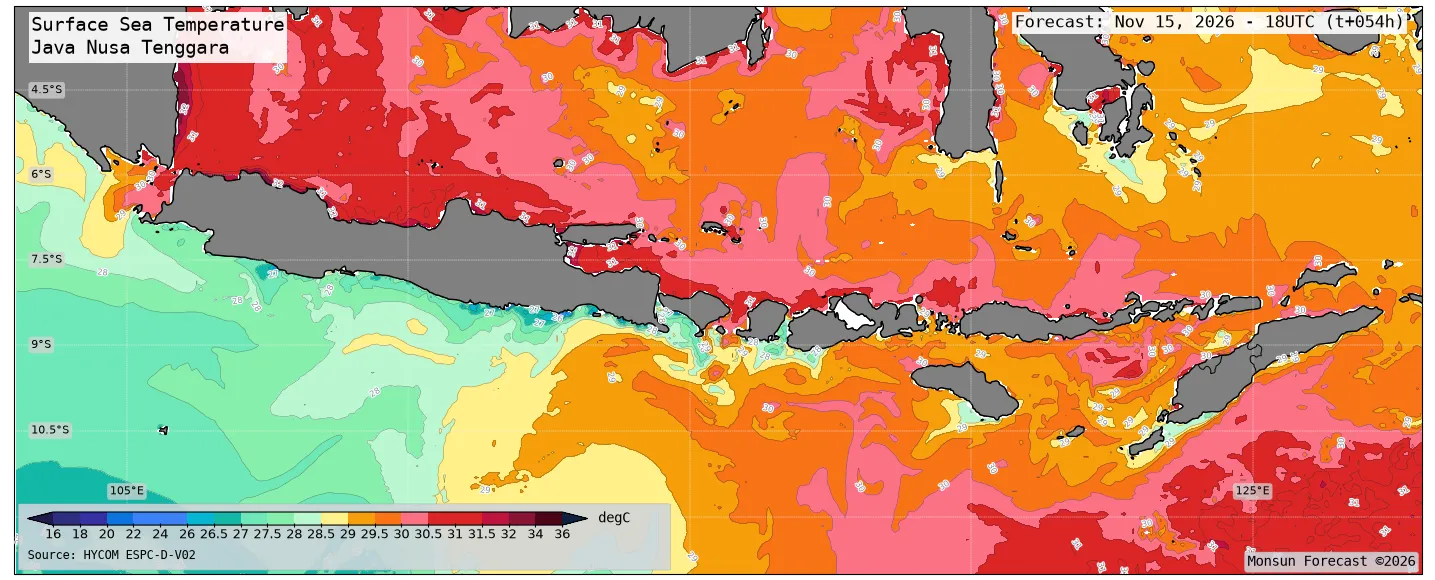 Surface Sea Temperature
Java Nusa Tenggara
Forecast: Nov 15, 2026 - 18UTC (t+054h)
4.5°S
6°S
7.5°S
9°S
10.5°S
105°E
125°E
degC
16 18 20 22 24 26 26.5 27 27.5 28 28.5 29 29.5 30 30.5 31 31.5 32 34 36
Source: HYCOM ESPC-D-V02
Monsun Forecast ©2026